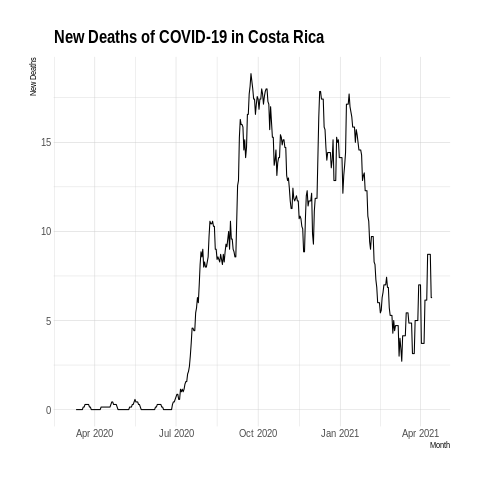 New Deaths of COVID-19 in Costa Rica
New Deaths
15
10
5
0
Apr 2020 Jul 2020 Oct 2020 Jan 2021 Apr 2021
Month